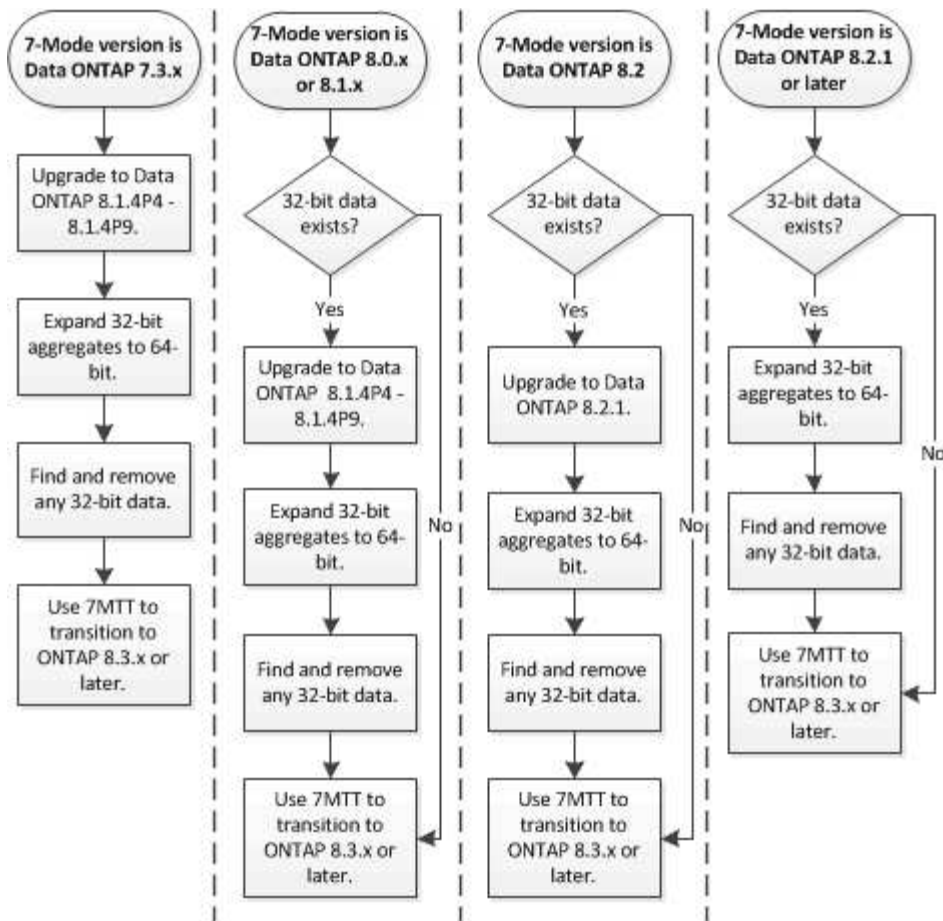 7-Mode version is
Data ONTAP 7.3.x
Upgrade to Data
ONTAP 8.1.4P4 -
8.1.4P9.
Expand 32-bit
aggregates to 64-
bit.
Find and remove
any 32-bit data.
Use 7MTT to
transition to
ONTAP 8.3.x or
later.
7-Mode version is
Data ONTAP 8.0.x
or 8.1.x
32-bit data
exists?
Yes
Upgrade to Data
ONTAP 8.1.4P4 -
8.1.4P9.
Expand 32-bit
aggregates to 64-
bit.
No
Find and remove
any 32-bit data.
Use 7MTT to
transition to
ONTAP 8.3.x or
later.
7-Mode version is
Data ONTAP 8.2
32-bit data
exists?
Yes
Upgrade to Data
ONTAP 8.2.1.
Expand 32-bit
aggregates to 64-
bit.
No
Find and remove
any 32-bit data.
Use 7MTT to
transition to
ONTAP 8.3.x or
later.
7-Mode version is
Data ONTAP 8.2.1
or later
32-bit data
exists?
Yes
Expand 32-bit
aggregates to 64-
bit.
No
Find and remove
any 32-bit data.
Use 7MTT to
transition to
ONTAP 8.3.x or
later.